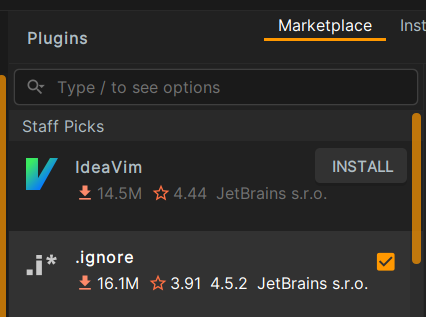 Plugins
Marketplace
Inst
Type / to see options
Staff Picks
IdeaVim
INSTALL
14.5M 4.44 JetBrains s.r.o.
.i*
.ignore
16.1M 3.91 4.5.2 JetBrains s.r.o.